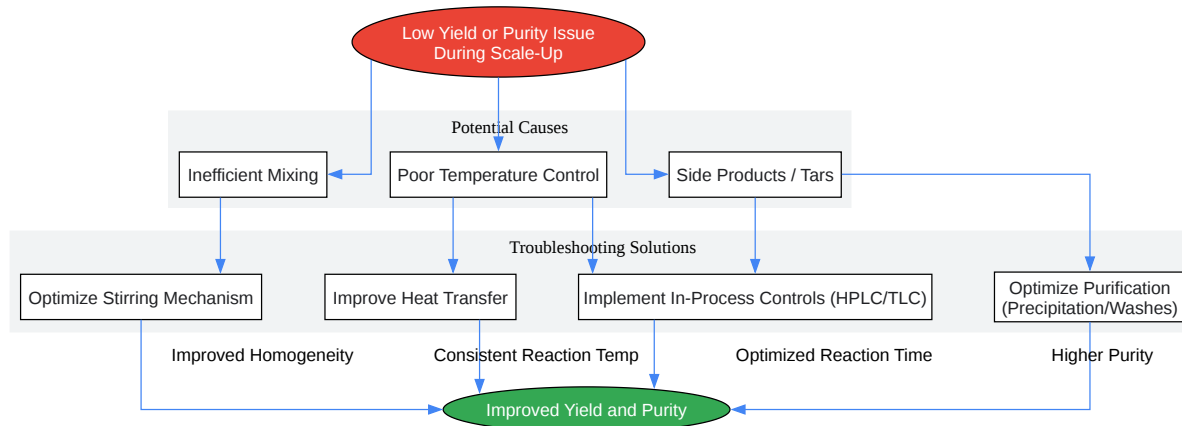 Low Yield or Purity Issue
During Scale-Up
Potential Causes
Inefficient Mixing
Poor Temperature Control
Side Products / Tars
Troubleshooting Solutions
Optimize Stirring Mechanism
Improve Heat Transfer
Implement In-Process Controls (HPLC/TLC)
Optimize Purification
(Precipitation/Washes)
Improved Homogeneity
Consistent Reaction Temp
Optimized Reaction Time
Higher Purity
Improved Yield and Purity